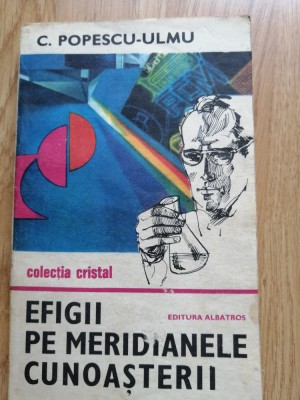 C. POPESCU-ULMU
colecția cristal
EDITURA ALBATROS
EFIGII
PE MERIDIANELE
CUNOAȘTERII